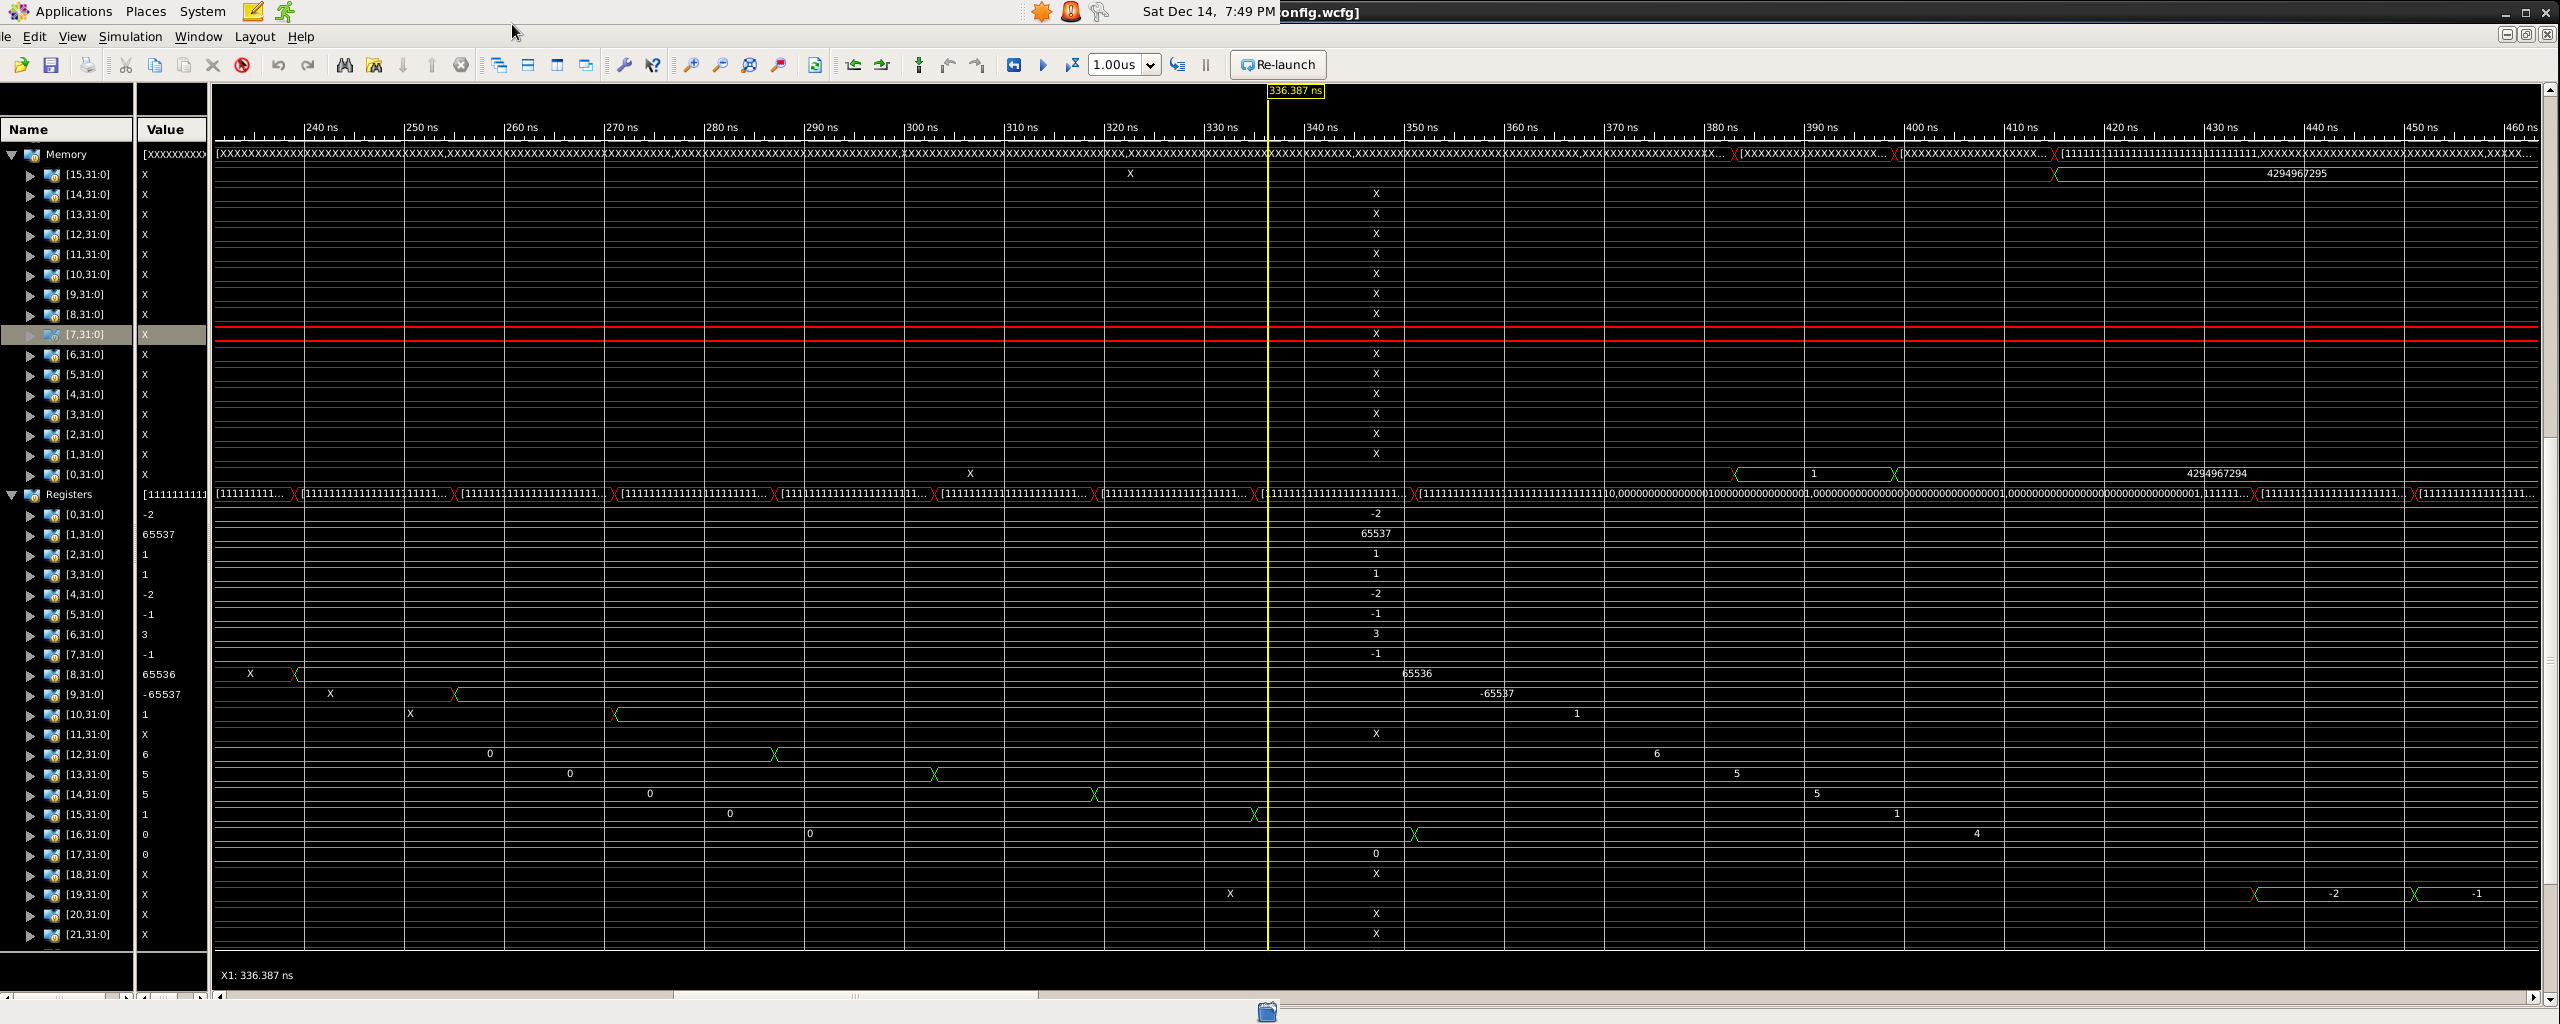 Applications Places System Sat Dec 14, 7:49 PM onfig.wcfg]
le Edit View Simulation Window Layout Help
1.00us Re-launch
336.387 ns
Name Value 240 ns 250 ns 260 ns 270 ns 280 ns 290 ns 300 ns 310 ns 320 ns 330 ns 340 ns 350 ns 360 ns 370 ns 380 ns 390 ns 400 ns 410 ns 420 ns 430 ns 440 ns 450 ns 460 ns
Memory
[15,31:0] X X 4294967295
[14,31:0] X X
[13,31:0] X X
[12,31:0] X X
[11,31:0] X X
[10,31:0] X X
[9,31:0] X X
[8,31:0] X X
[7,31:0] X X
[6,31:0] X X
[5,31:0] X X
[4,31:0] X X
[3,31:0] X X
[2,31:0] X X
[1,31:0] X X
[0,31:0] X X 1 4294967294
Registers
[0,31:0] -2 -2
[1,31:0] 65537 65537
[2,31:0] 1 1
[3,31:0] 1 1
[4,31:0] -2 -2
[5,31:0] -1 -1
[6,31:0] 3 3
[7,31:0] -1 -1
[8,31:0] 65536 X 65536
[9,31:0] -65537 X -65537
[10,31:0] 1 X 1
[11,31:0] X X
[12,31:0] 6 0 6
[13,31:0] 5 0 5
[14,31:0] 5 0 5
[15,31:0] 1 0 1
[16,31:0] 0 0 4
[17,31:0] 0 0
[18,31:0] X X
[19,31:0] X X -2 -1
[20,31:0] X X
[21,31:0] X X
X1: 336.387 ns